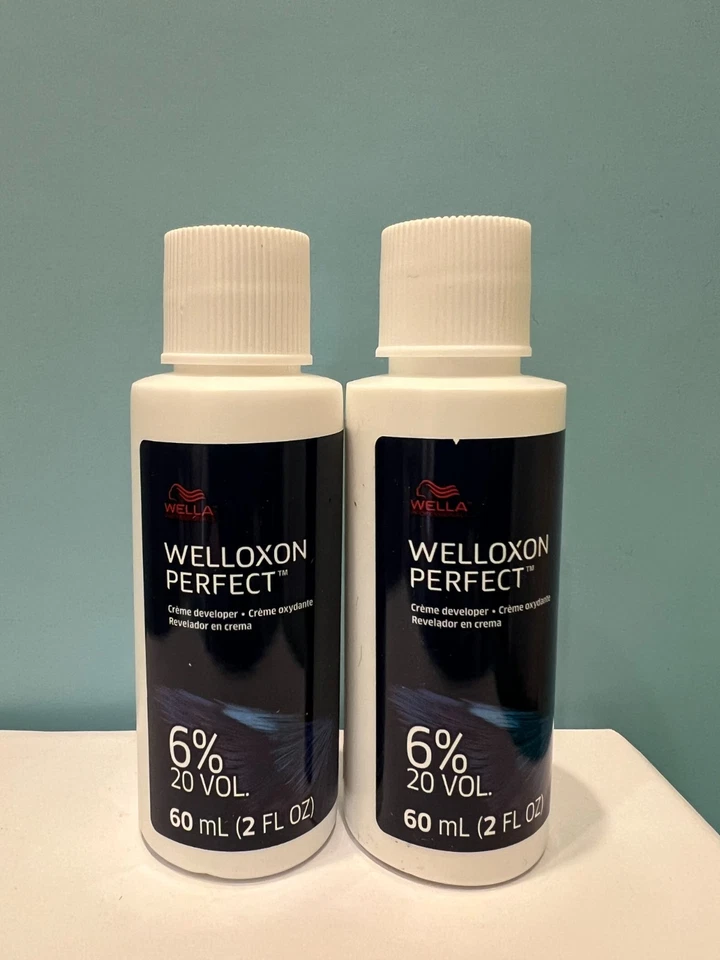 WELLA
WELLOXON
PERFECT™
Crème developer • Crème oxydante
Revelador en crema
6%
20 VOL.
60 mL (2 FL OZ)
WELLA
WELLOXON
PERFECT™
Crème developer • Crème oxydante
Revelador en crema
6%
20 VOL.
60 mL (2 FL OZ)